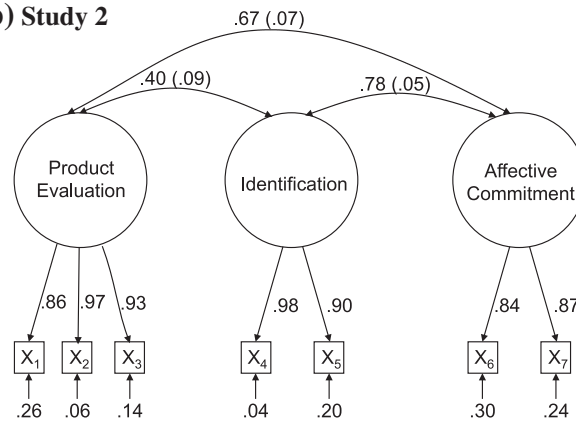 ) Study 2
.67 (.07)
.40 (.09)
.78 (.05)
Product
Evaluation
Identification
Affective
Commitment
.86 .97 .93 .98 .90 .84 .87
X₁ X₂ X₃ X₄ X₅ X₆ X₇
.26 .06 .14 .04 .20 .30 .24